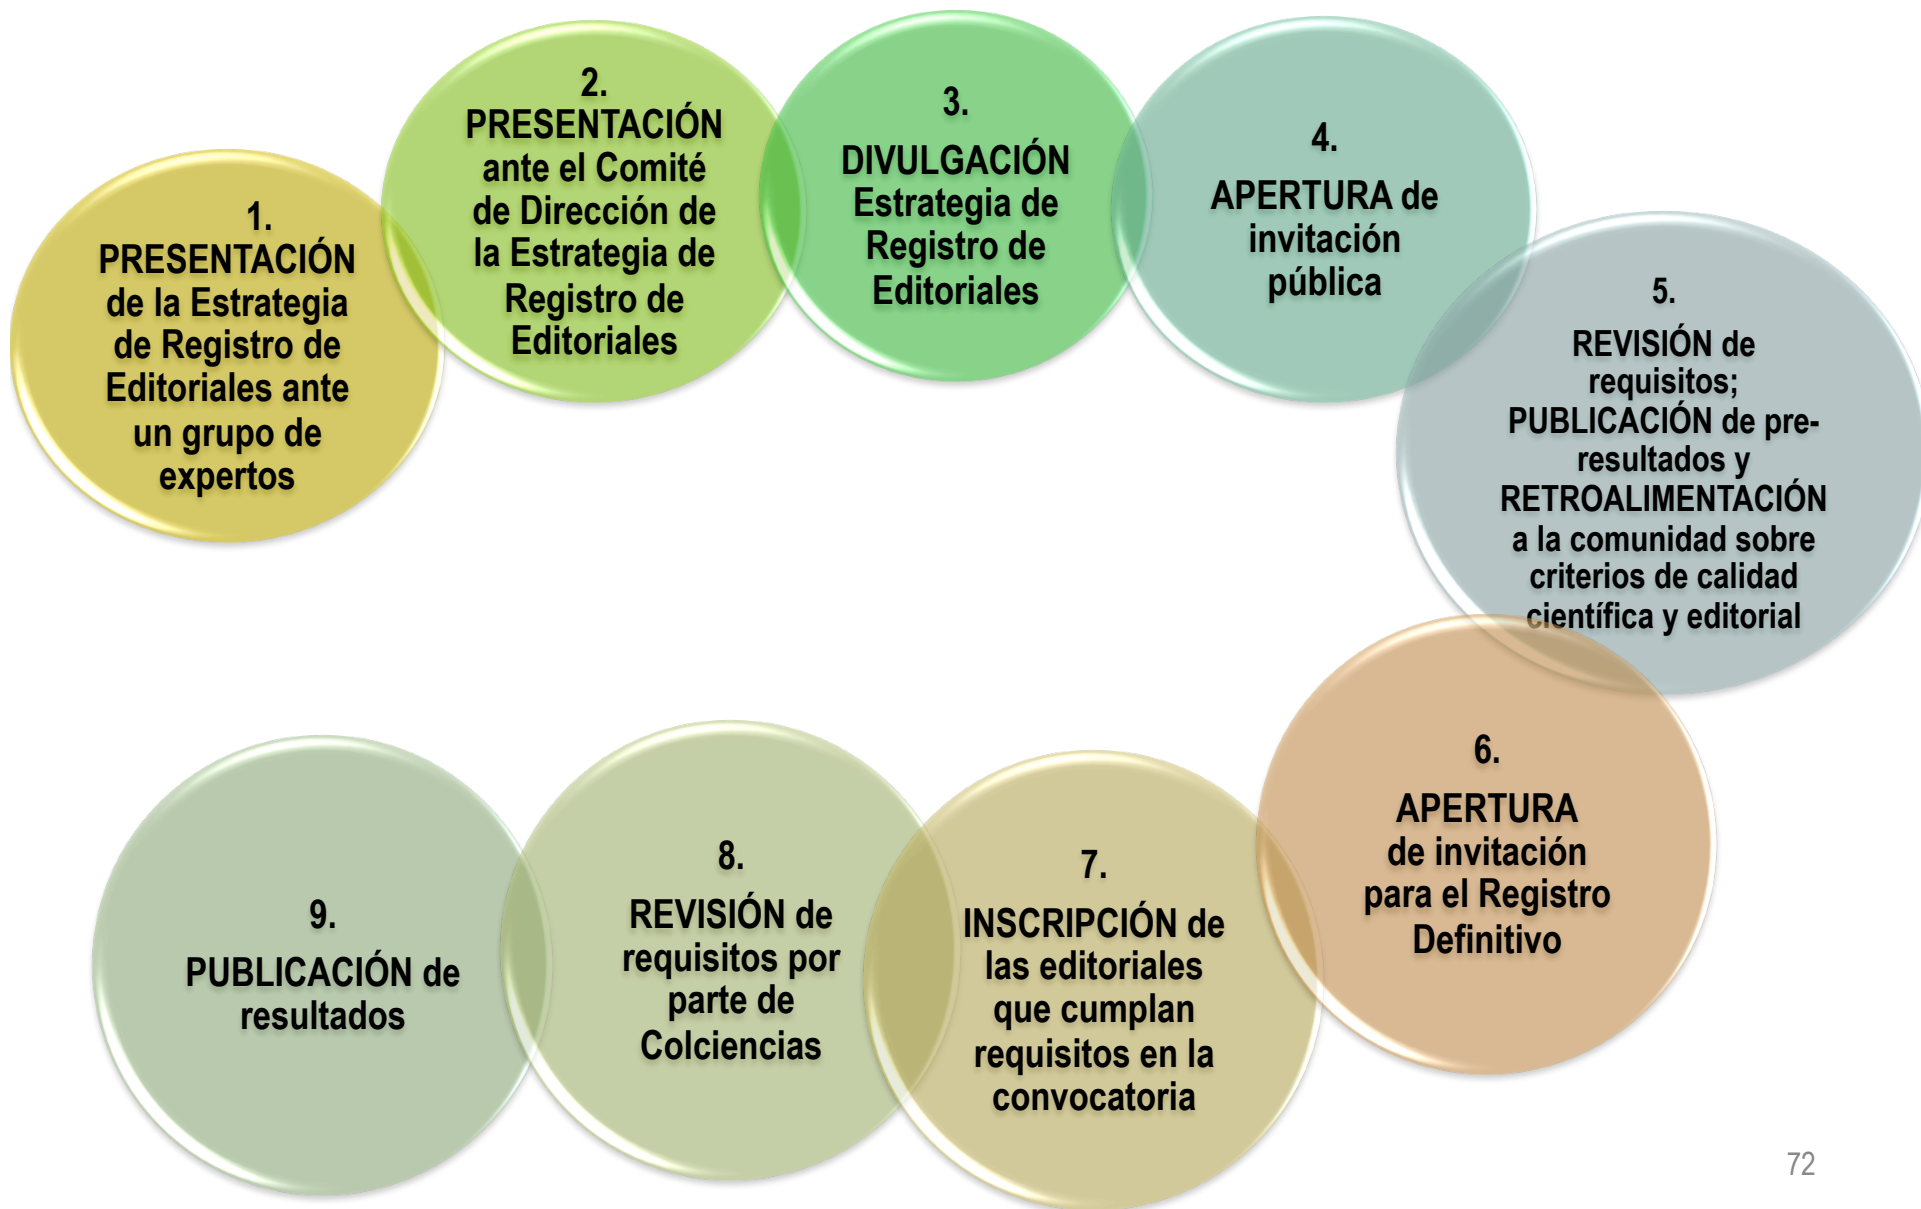 1.
PRESENTACIÓN
de la Estrategia
de Registro de
Editoriales ante
un grupo de
expertos
2.
PRESENTACIÓN
ante el Comité
de Dirección de
la Estrategia de
Registro de
Editoriales
3.
DIVULGACIÓN
Estrategia de
Registro de
Editoriales
4.
APERTURA de
invitación
pública
5.
REVISIÓN de
requisitos;
PUBLICACIÓN de pre-
resultados y
RETROALIMENTACIÓN
a la comunidad sobre
criterios de calidad
científica y editorial
6.
APERTURA
de invitación
para el Registro
Definitivo
7.
INSCRIPCIÓN de
las editoriales
que cumplan
requisitos en la
convocatoria
8.
REVISIÓN de
requisitos por
parte de
Colciencias
9.
PUBLICACIÓN de
resultados
72